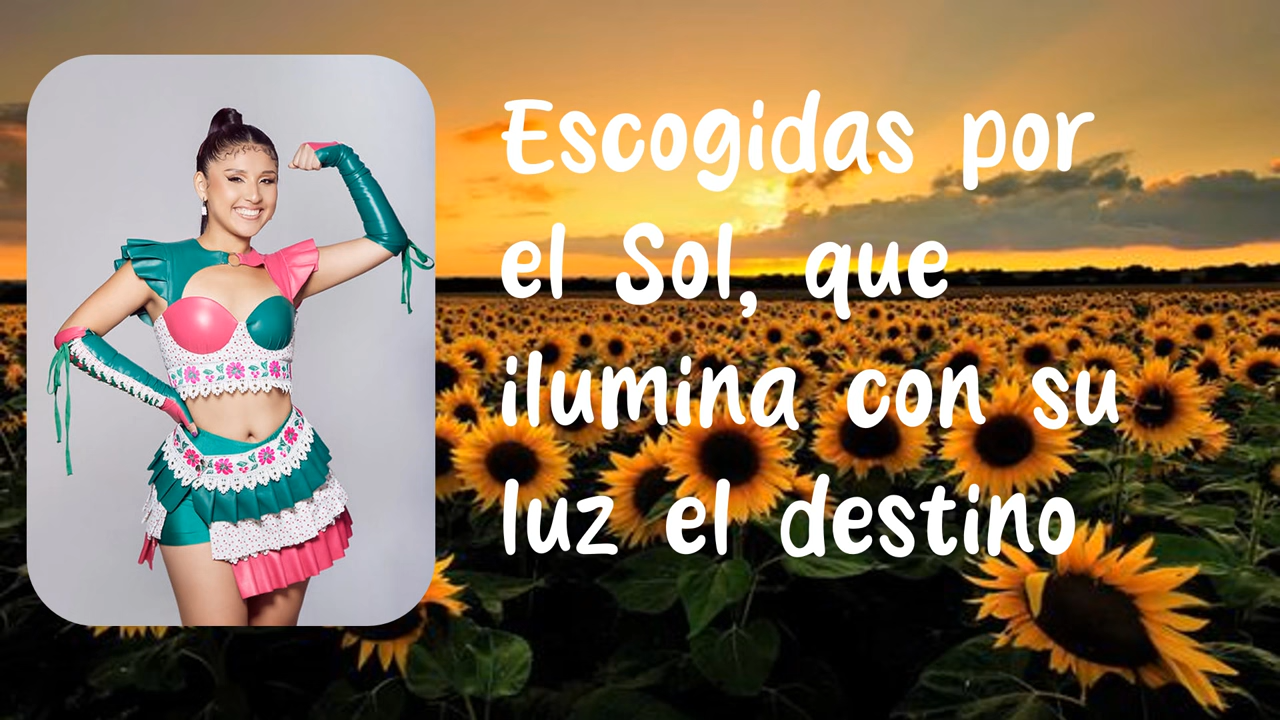 Escogidas por
el Sol, que
ilumina con su
luz el destino